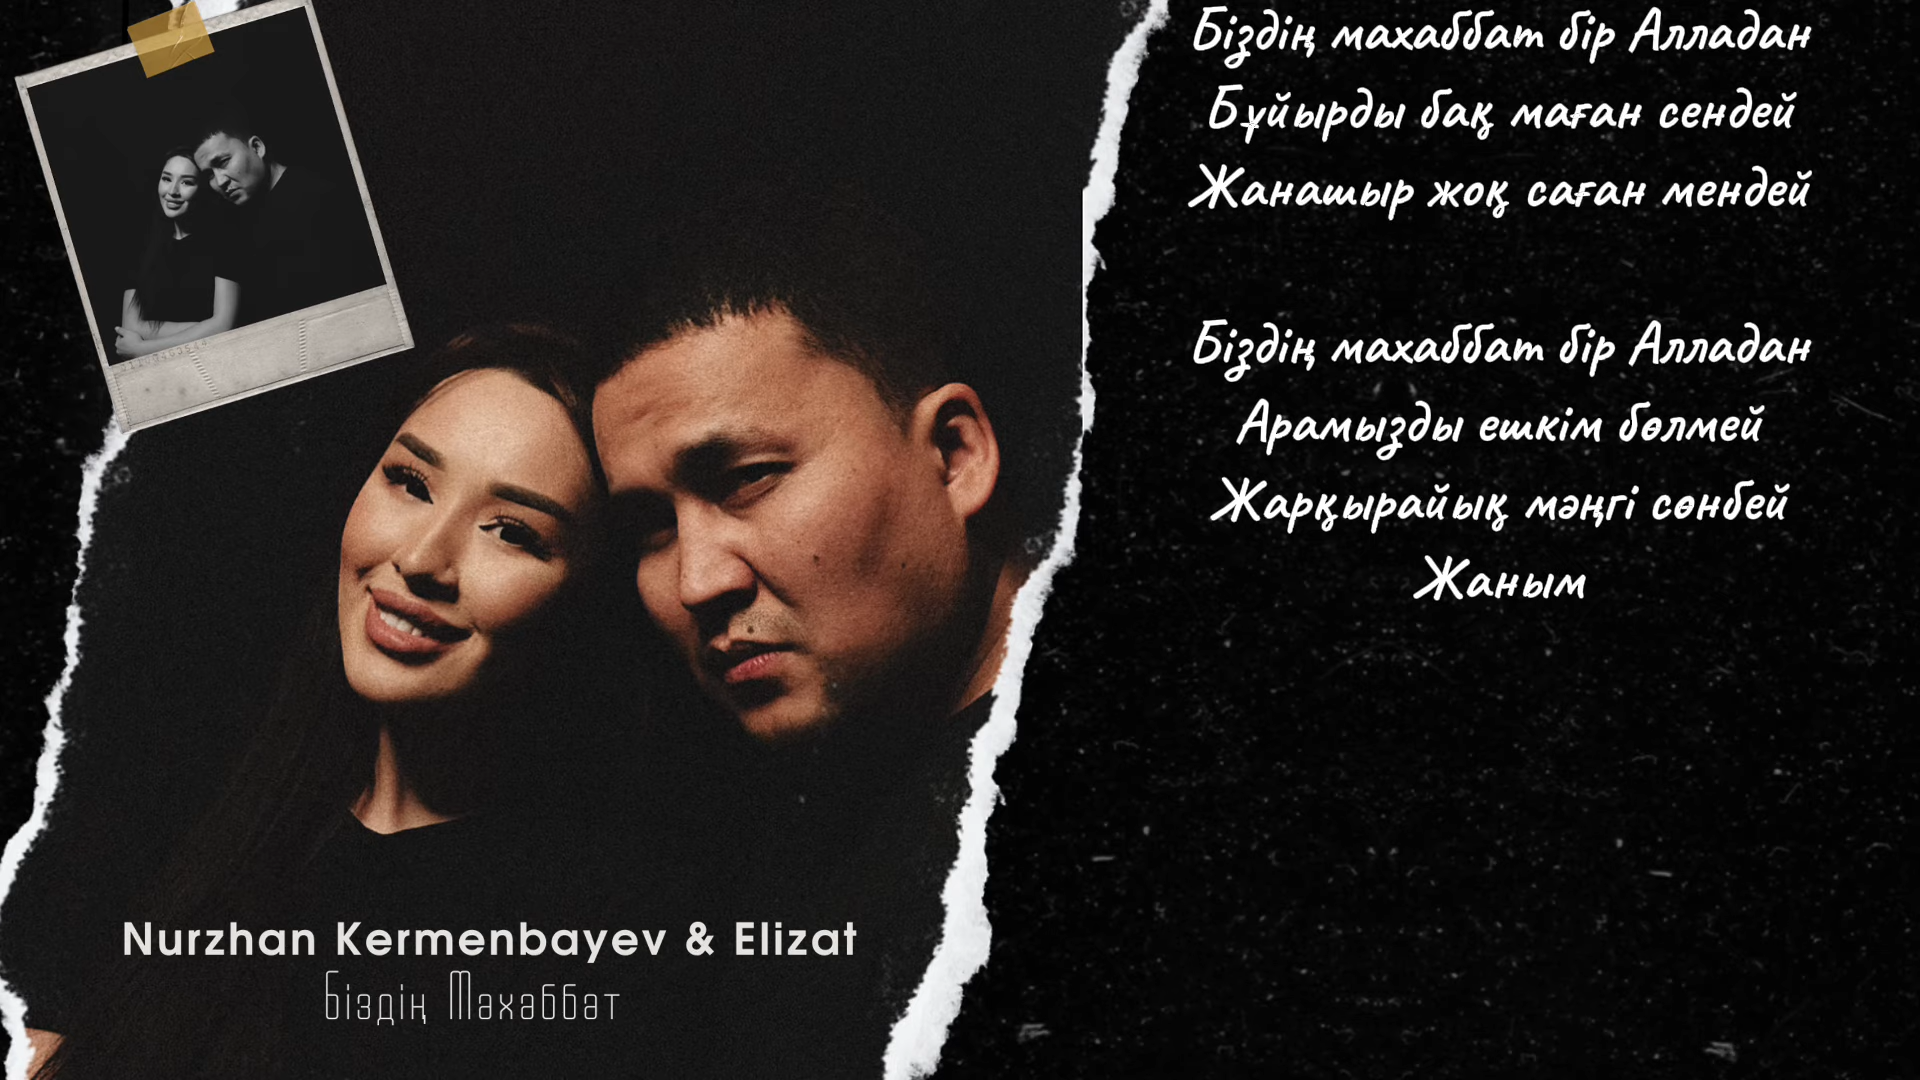 Біздің махаббат бір Алладан
Бұйырды бақ маған сендей
Жанашыр жоқ саған мендей
Біздің махаббат бір Алладан
Арамызды ешкім бөлмей
Жарқырайық мәңгі сөнбей
Жаным
Nurzhan Kermenbayev & Elizat
Біздің Махаббат